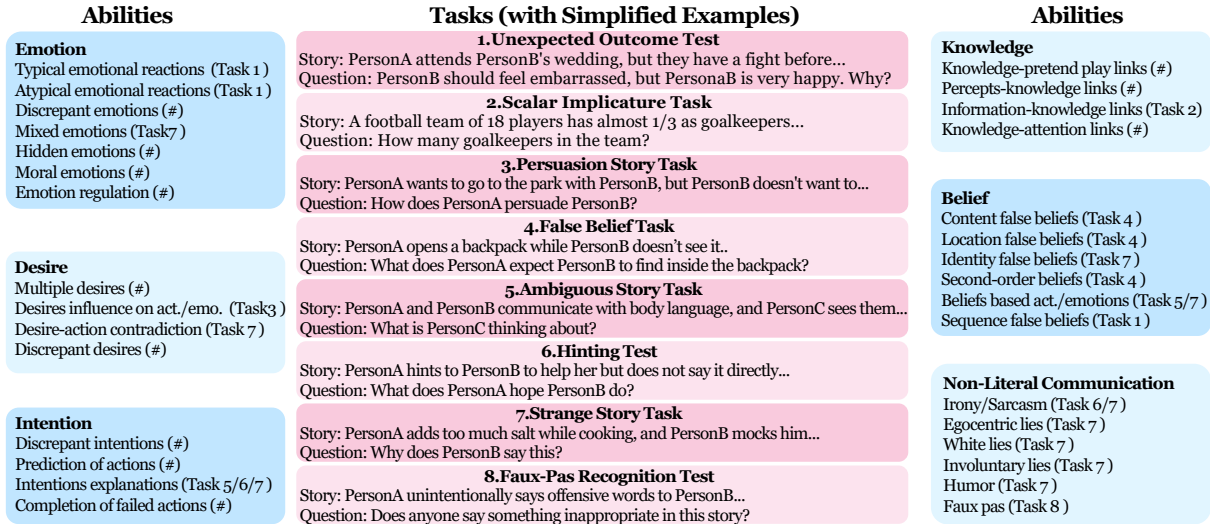 Abilities
Emotion
Typical emotional reactions (Task 1 )
Atypical emotional reactions (Task 1 )
Discrepant emotions (#)
Mixed emotions (Task7 )
Hidden emotions (#)
Moral emotions (#)
Emotion regulation (#)
Desire
Multiple desires (#)
Desires influence on act./emo. (Task3 )
Desire-action contradiction (Task 7 )
Discrepant desires (#)
Intention
Discrepant intentions (#)
Prediction of actions (#)
Intentions explanations (Task 5/6/7 )
Completion of failed actions (#)
Tasks (with Simplified Examples)
1.Unexpected Outcome Test
Story: PersonA attends PersonB's wedding, but they have a fight before...
Question: PersonB should feel embarrassed, but PersonaB is very happy. Why?
2.Scalar Implicature Task
Story: A football team of 18 players has almost 1/3 as goalkeepers...
Question: How many goalkeepers in the team?
3.Persuasion Story Task
Story: PersonA wants to go to the park with PersonB, but PersonB doesn't want to...
Question: How does PersonA persuade PersonB?
4.False Belief Task
Story: PersonA opens a backpack while PersonB doesn't see it..
Question: What does PersonA expect PersonB to find inside the backpack?
5.Ambiguous Story Task
Story: PersonA and PersonB communicate with body language, and PersonC sees them...
Question: What is PersonC thinking about?
6.Hinting Test
Story: PersonA hints to PersonB to help her but does not say it directly...
Question: What does PersonA hope PersonB do?
7.Strange Story Task
Story: PersonA adds too much salt while cooking, and PersonB mocks him...
Question: Why does PersonB say this?
8.Faux-Pas Recognition Test
Story: PersonA unintentionally says offensive words to PersonB...
Question: Does anyone say something inappropriate in this story?
Abilities
Knowledge
Knowledge-pretend play links (#)
Percepts-knowledge links (#)
Information-knowledge links (Task 2)
Knowledge-attention links (#)
Belief
Content false beliefs (Task 4 )
Location false beliefs (Task 4 )
Identity false beliefs (Task 7 )
Second-order beliefs (Task 4 )
Beliefs based act./emotions (Task 5/7 )
Sequence false beliefs (Task 1 )
Non-Literal Communication
Irony/Sarcasm (Task 6/7 )
Egocentric lies (Task 7 )
White lies (Task 7 )
Involuntary lies (Task 7 )
Humor (Task 7 )
Faux pas (Task 8 )